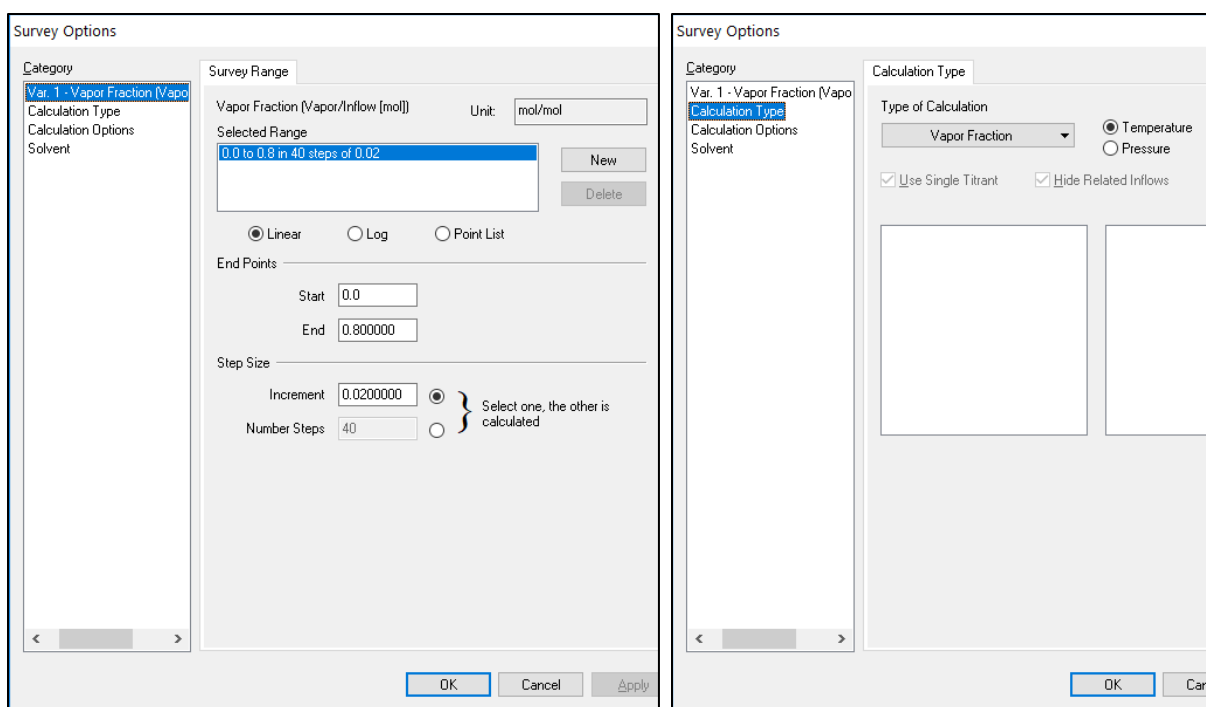 Survey Options
Category
Var. 1 - Vapor Fraction (Vapo
Calculation Type
Calculation Options
Solvent
Survey Range
Vapor Fraction (Vapor/Inflow [mol])
Unit:
mol/mol
Selected Range
0.0 to 0.8 in 40 steps of 0.02
New
Delete
Linear
Log
Point List
End Points
Start
0.0
End
0.800000
Step Size
Increment
0.0200000
Number Steps
40
}
Select one, the other is
calculated
<
>
OK
Cancel
Apply
Survey Options
Category
Var. 1 - Vapor Fraction (Vapo
Calculation Type
Calculation Options
Solvent
Calculation Type
Type of Calculation
Vapor Fraction
Temperature
Pressure
Use Single Titrant
Hide Related Inflows
<
>
OK
Car